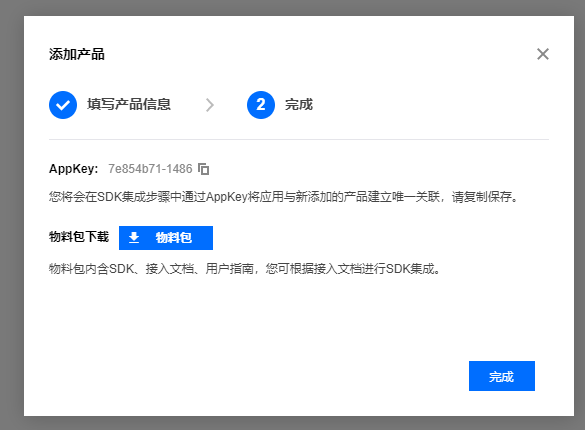 添加产品
填写产品信息
2 完成
AppKey: 7e854b71-1486
您将会在SDK集成步骤中通过AppKey将应用与新添加的产品建立唯一关联，请复制保存。
物料包下载 物料包
物料包内含SDK、接入文档、用户指南，您可根据接入文档进行SDK集成。
完成